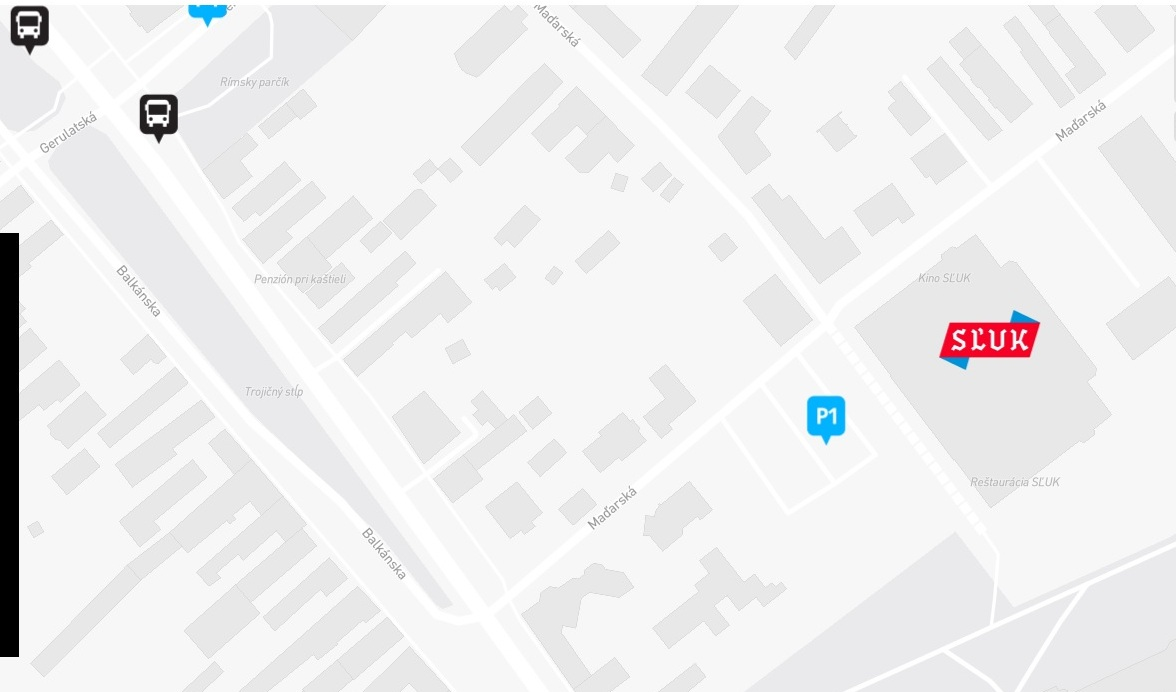 Maďarská
Rímsky parčík
Gerulatská
Maďarská
Balkánska
Penzión pri kaštieli
Kino SĽUK
SĽUK
Trojičný stĺp
P1
Reštaurácia SĽUK
Maďarská
Balkánska